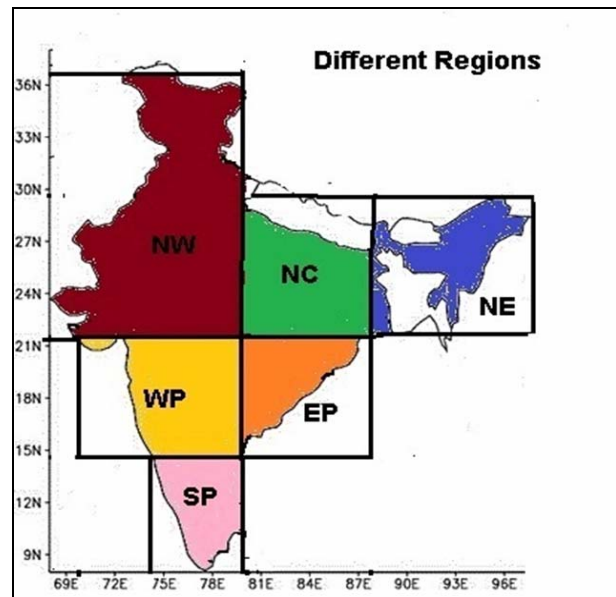 Different Regions
36N
33N
30N
27N
24N
21N
18N
15N
12N
9N
NW
NC
NE
WP
EP
SP
69E 72E 75E 78E 81E 84E 87E 90E 93E 96E